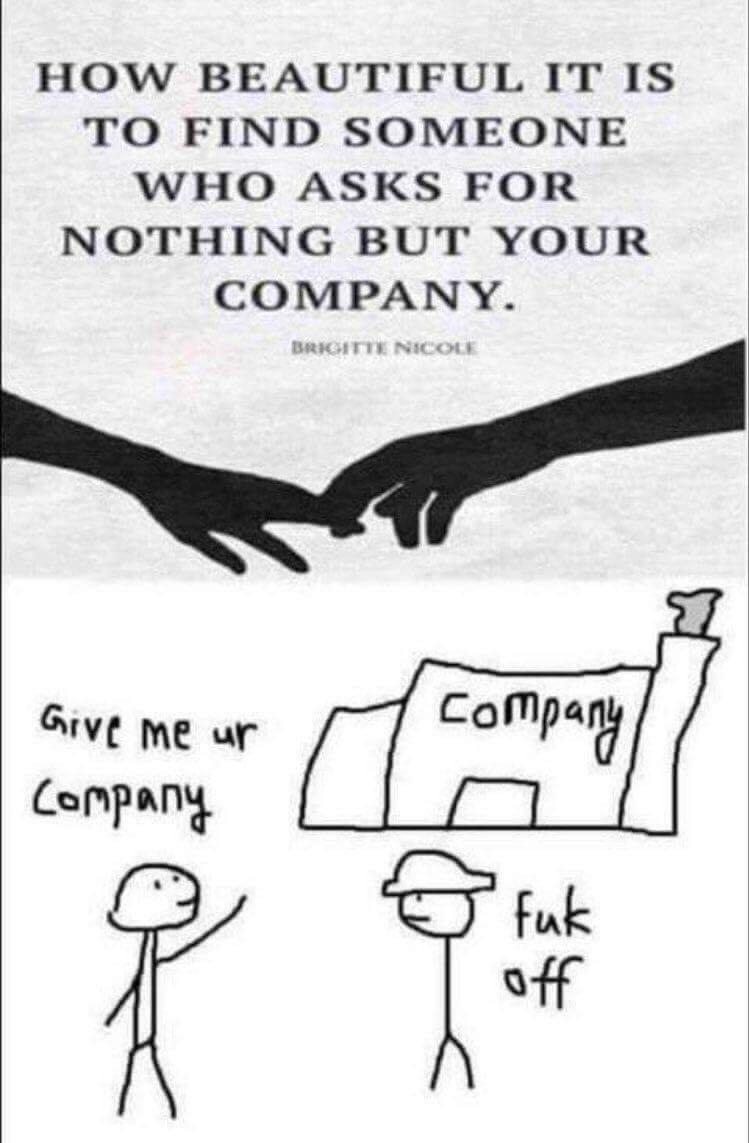 HOW BEAUTIFUL IT IS
TO FIND SOMEONE
WHO ASKS FOR
NOTHING BUT YOUR
COMPANY.
BRIGITTE NICOLE
Give me ur
Company
Company
Fuk
off